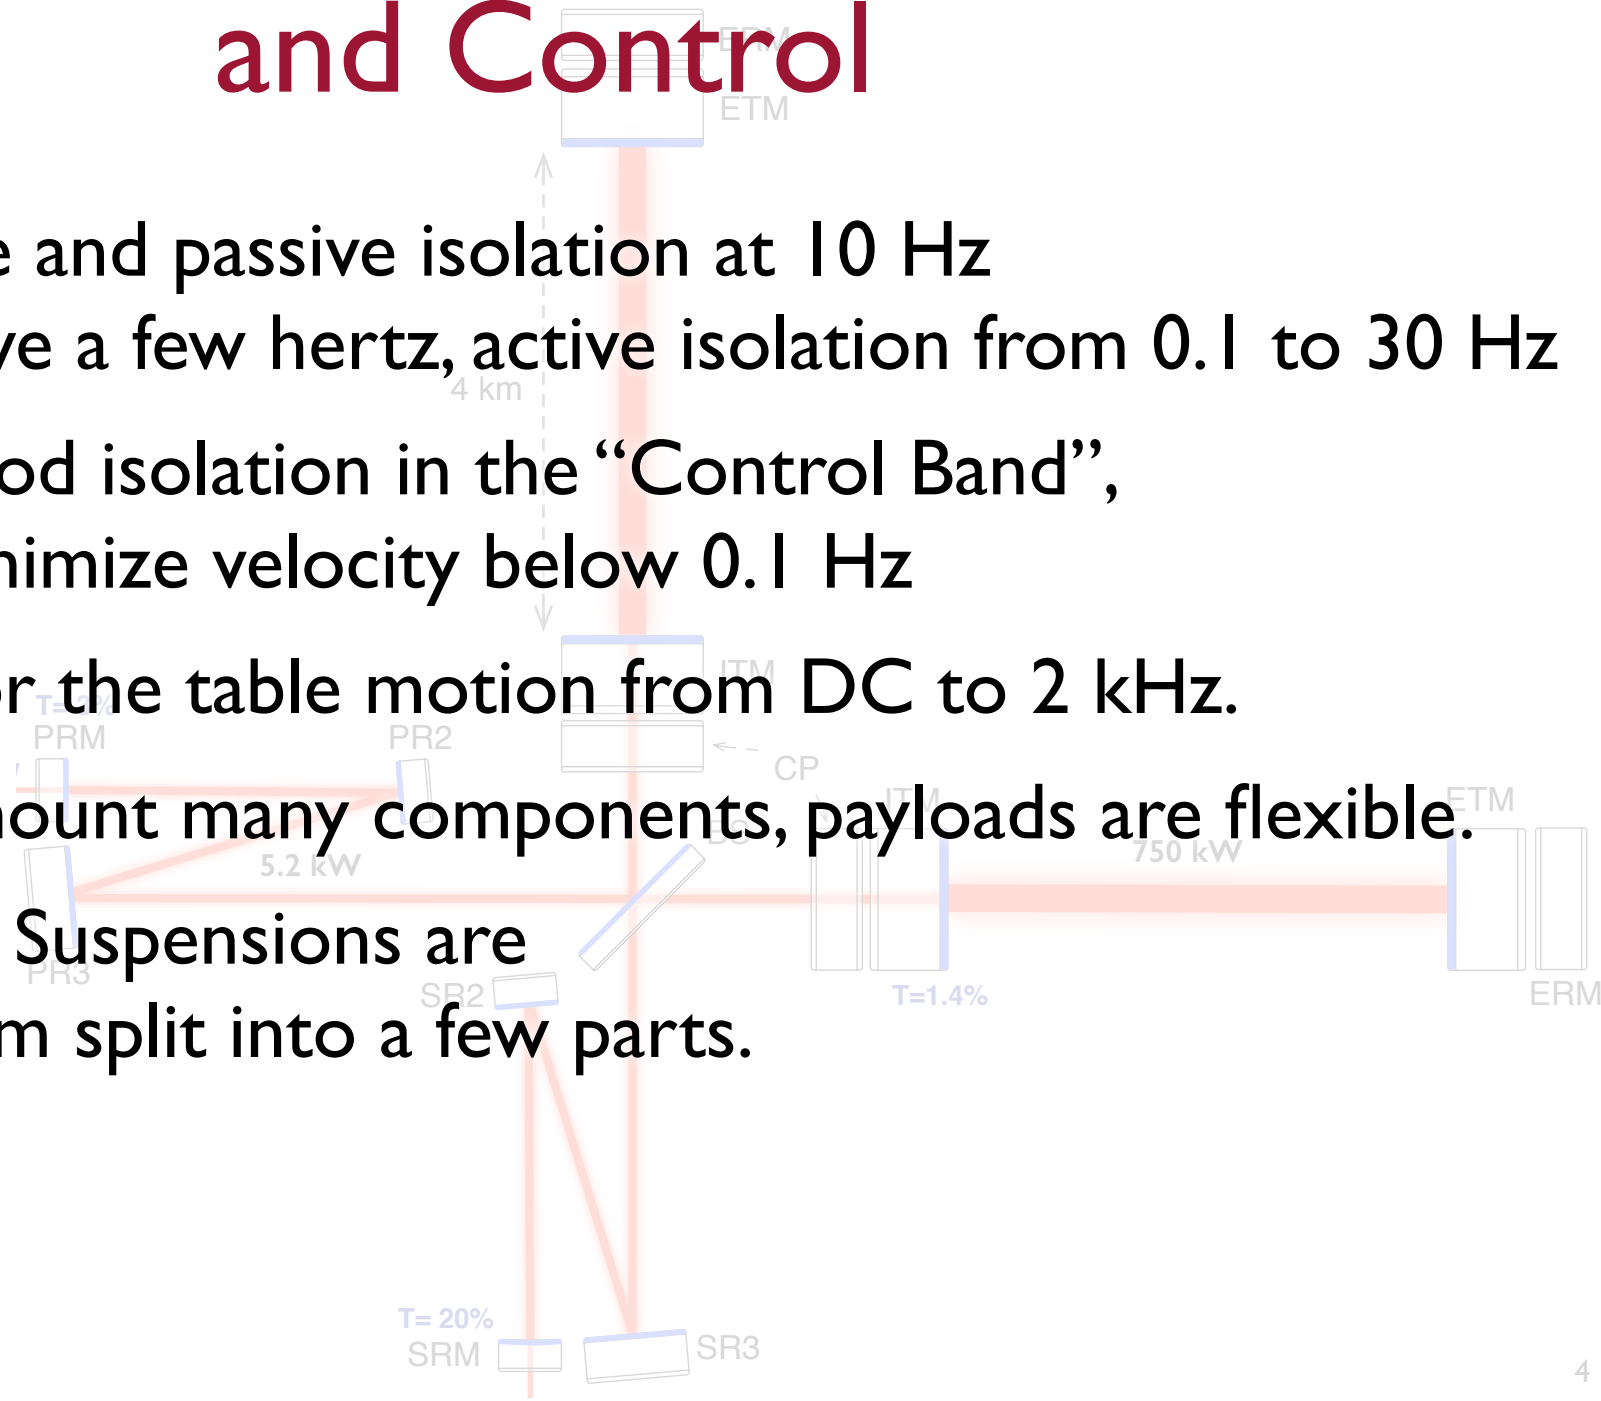 and Control
ERM
ETM
e and passive isolation at 10 Hz
ve a few hertz, active isolation from 0.1 to 30 Hz
4 km
od isolation in the “Control Band”,
nimize velocity below 0.1 Hz
ITM
or the table motion from DC to 2 kHz.
PRM
PR2
CP
ITM
ETM
mount many components, payloads are flexible.
BS
5.2 kW
750 kW
Suspensions are
PR3
SR2
T=1.4%
ERM
m split into a few parts.
T= 20%
SRM
SR3
4